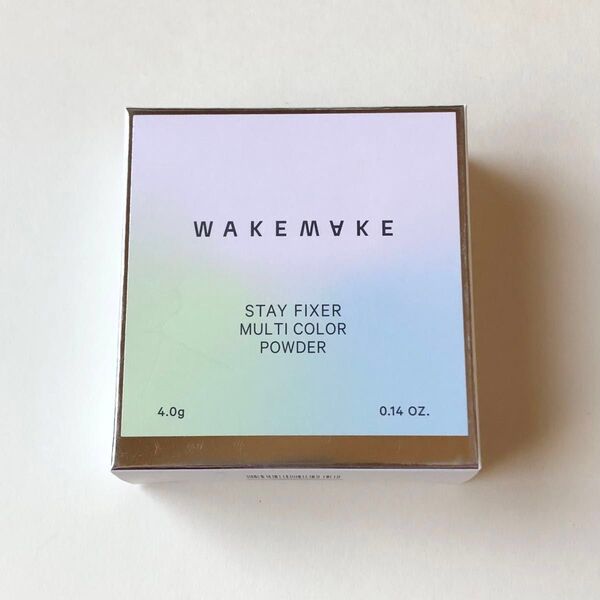 WAKEMAKE
STAY FIXER
MULTI COLOR
POWDER
4.0g 0.14 OZ.